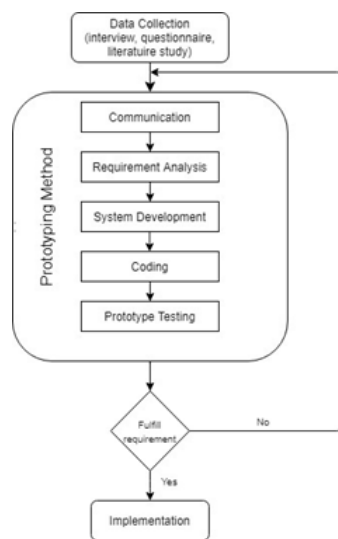 Data Collection
(interview, questionnaire,
literatuire study)
Prototyping Method
Communication
Requirement Analysis
System Development
Coding
Prototype Testing
Fulfill
requirement
No
Yes
Implementation